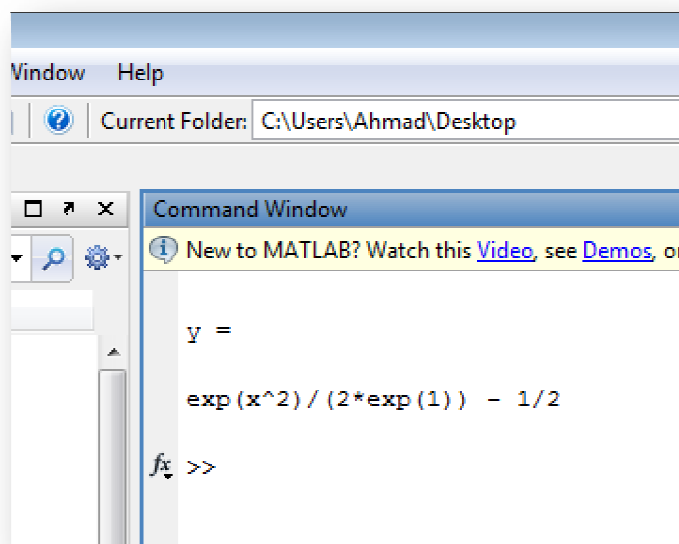 Window Help
Current Folder: C:\Users\Ahmad\Desktop
Command Window
New to MATLAB? Watch this Video, see Demos, or
y =
exp(x^2)/(2*exp(1)) - 1/2
fx >>